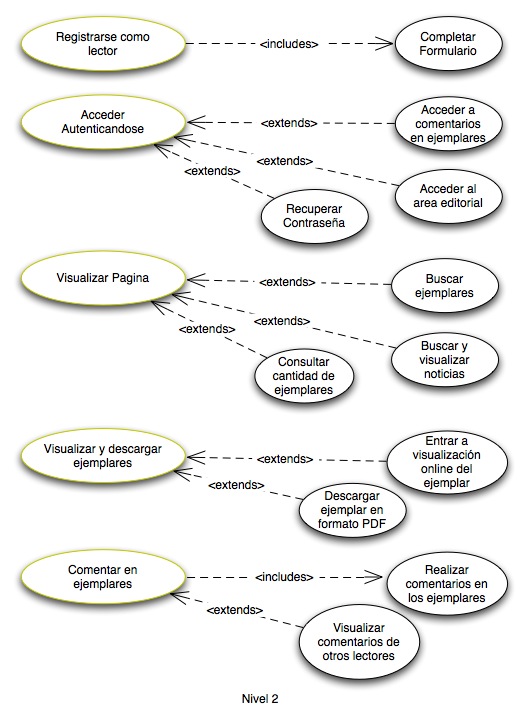 Registrarse como
lector
<includes>
Completar
Formulario
Acceder
Autenticandose
<extends>
Acceder a
comentarios
en ejemplares
<extends>
Acceder al
area editorial
<extends>
Recuperar
Contraseña
Visualizar Pagina
<extends>
Buscar
ejemplares
<extends>
Buscar y
visualizar
noticias
<extends>
Consultar
cantidad de
ejemplares
Visualizar y descargar
ejemplares
<extends>
Entrar a
visualización
online del
ejemplar
<extends>
Descargar
ejemplar en
formato PDF
Comentar en
ejemplares
<includes>
Realizar
comentarios en
los ejemplares
<extends>
Visualizar
comentarios de
otros lectores
Nivel 2